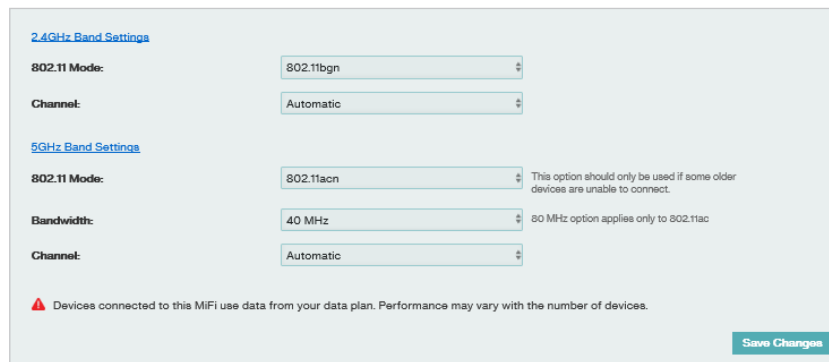 2.4GHz Band Settings
802.11 Mode: 802.11bgn
Channel: Automatic
5GHz Band Settings
802.11 Mode: 802.11acn This option should only be used if some older
devices are unable to connect.
Bandwidth: 40 MHz 80 MHz option applies only to 802.11ac
Channel: Automatic
Devices connected to this MiFi use data from your data plan. Performance may vary with the number of devices.
Save Changes